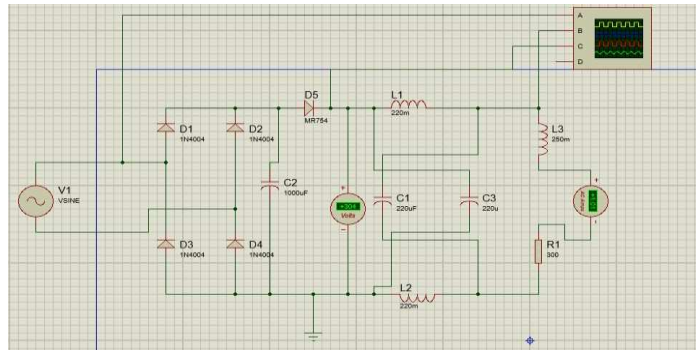 A
B
C
D
D5
MR754
L1
220m
D1
1N4004
D2
1N4004
L3
250m
V1
VSINE
C2
1000uF
+304
Volts
C1
220uF
C3
220u
D3
1N4004
D4
1N4004
R1
300
L2
220m